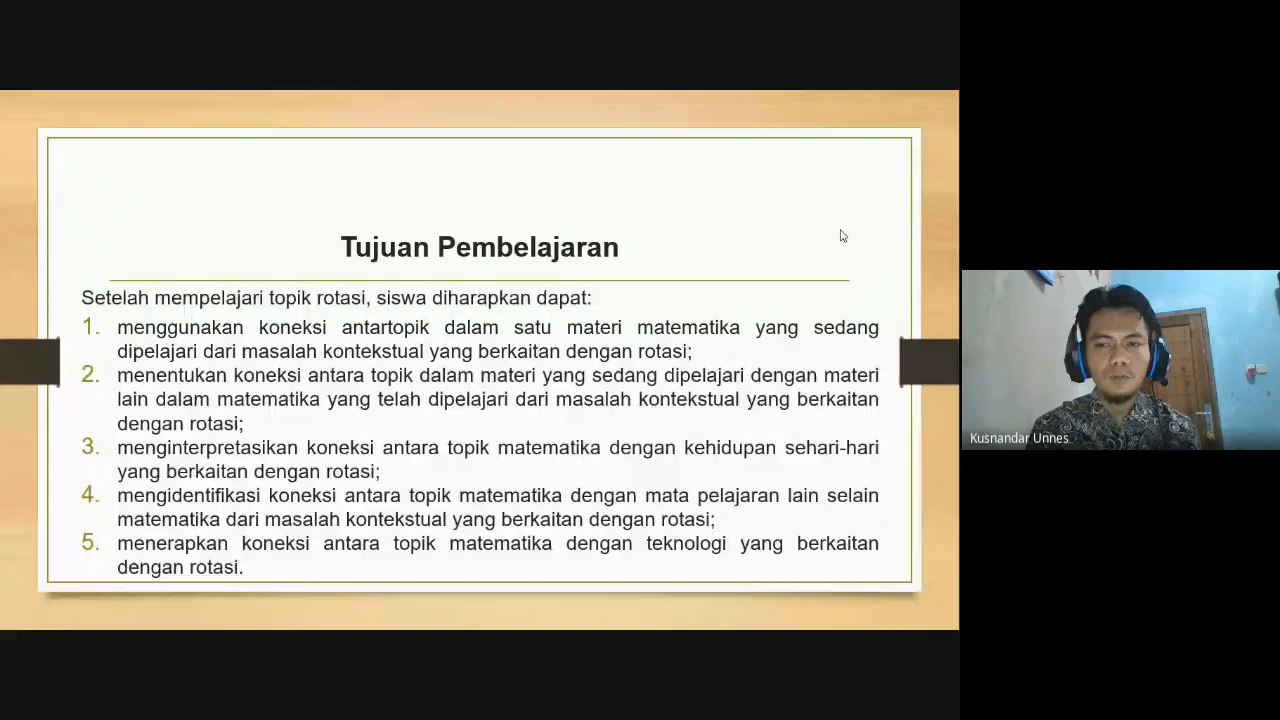 Tujuan Pembelajaran
Setelah mempelajari topik rotasi, siswa diharapkan dapat:
1. menggunakan koneksi antartopik dalam satu materi matematika yang sedang
dipelajari dari masalah kontekstual yang berkaitan dengan rotasi;
2. menentukan koneksi antara topik dalam materi yang sedang dipelajari dengan materi
lain dalam matematika yang telah dipelajari dari masalah kontekstual yang berkaitan
dengan rotasi;
3. menginterpretasikan koneksi antara topik matematika dengan kehidupan sehari-hari
yang berkaitan dengan rotasi;
4. mengidentifikasi koneksi antara topik matematika dengan mata pelajaran lain selain
matematika dari masalah kontekstual yang berkaitan dengan rotasi;
5. menerapkan koneksi antara topik matematika dengan teknologi yang berkaitan
dengan rotasi.
Kusnandar Unnes